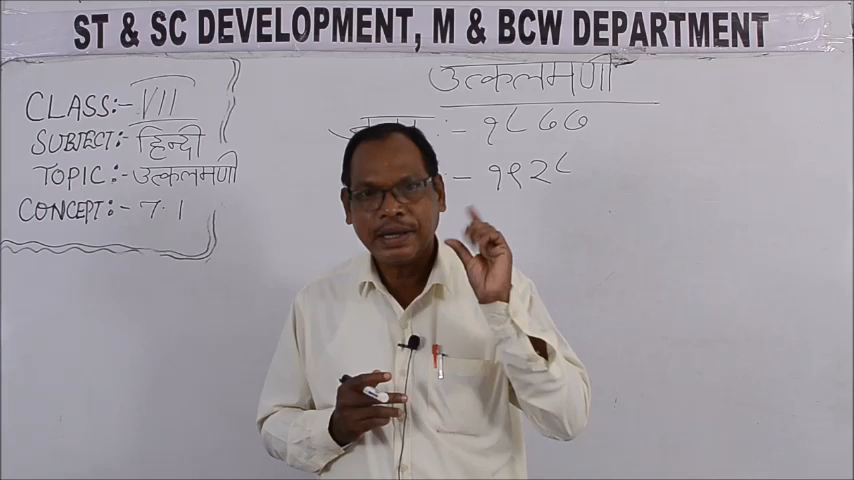 ST & SC DEVELOPMENT, M & BCW DEPARTMENT
CLASS:- VII
SUBJECT:- हिन्दी
TOPIC:- उत्कलमणी
CONCEPT:- 7.1
उत्कलमणी
:- १८७७
:- १९२८